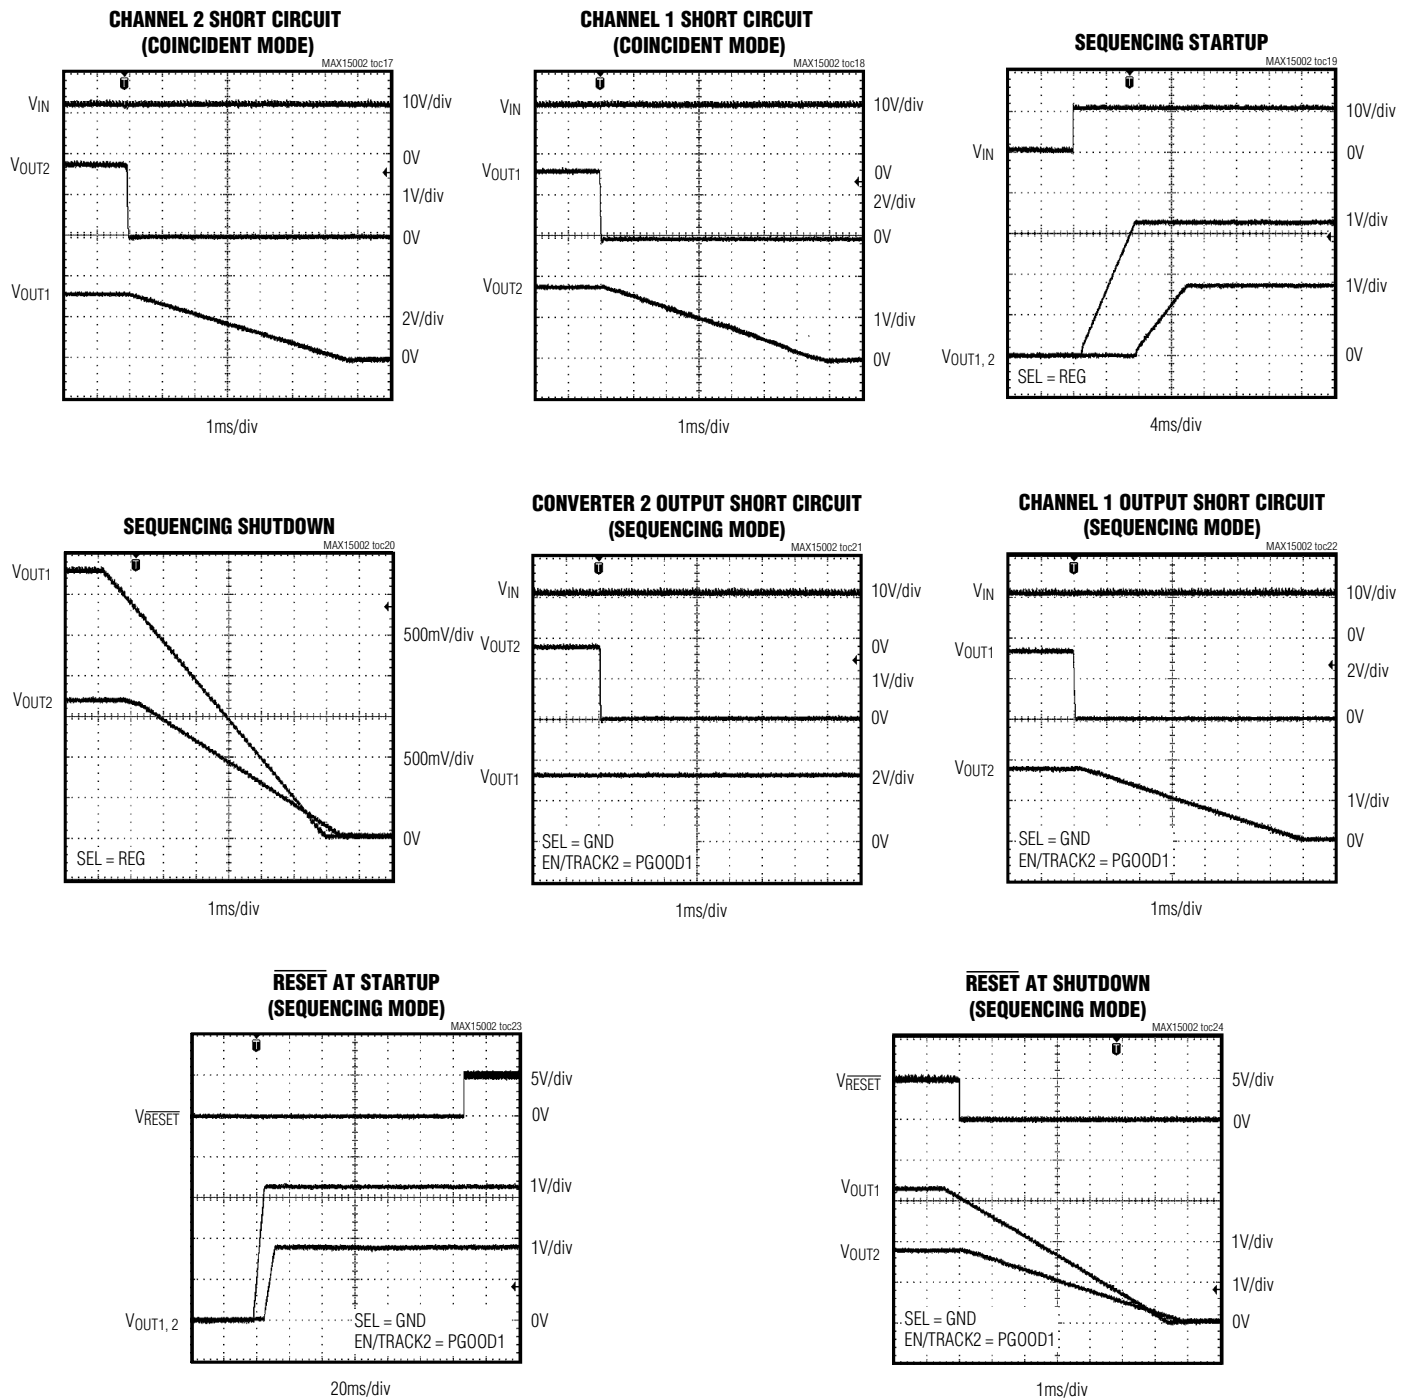 CHANNEL 2 SHORT CIRCUIT
(COINCIDENT MODE)
MAX15002 toc17
VIN
10V/div
VOUT2
0V
1V/div
0V
VOUT1
2V/div
0V
1ms/div
CHANNEL 1 SHORT CIRCUIT
(COINCIDENT MODE)
MAX15002 toc18
VIN
10V/div
VOUT1
0V
2V/div
0V
VOUT2
1V/div
0V
1ms/div
SEQUENCING STARTUP
MAX15002 toc19
10V/div
VIN
0V
1V/div
1V/div
VOUT1, 2
0V
SEL = REG
4ms/div
SEQUENCING SHUTDOWN
MAX15002 toc20
VOUT1
500mV/div
VOUT2
500mV/div
0V
SEL = REG
1ms/div
CONVERTER 2 OUTPUT SHORT CIRCUIT
(SEQUENCING MODE)
MAX15002 toc21
VIN
10V/div
VOUT2
0V
1V/div
0V
VOUT1
2V/div
SEL = GND
0V
EN/TRACK2 = PGOOD1
1ms/div
CHANNEL 1 OUTPUT SHORT CIRCUIT
(SEQUENCING MODE)
MAX15002 toc22
VIN
10V/div
0V
VOUT1
2V/div
0V
VOUT2
1V/div
SEL = GND
0V
EN/TRACK2 = PGOOD1
1ms/div
RESET AT STARTUP
(SEQUENCING MODE)
MAX15002 toc23
5V/div
VRESET
0V
1V/div
1V/div
VOUT1, 2
SEL = GND
0V
EN/TRACK2 = PGOOD1
20ms/div
RESET AT SHUTDOWN
(SEQUENCING MODE)
MAX15002 toc24
VRESET
5V/div
0V
VOUT1
VOUT2
1V/div
1V/div
SEL = GND
0V
EN/TRACK2 = PGOOD1
1ms/div